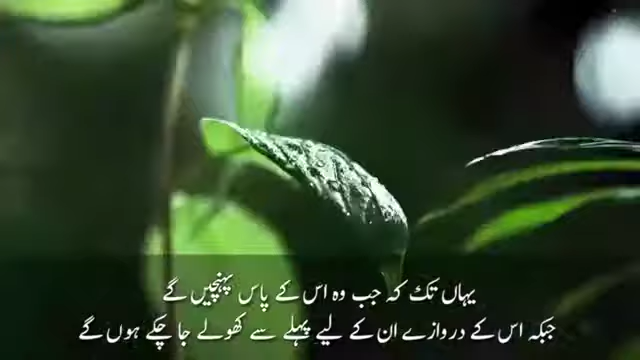 یہاں تک کہ جب وہ اس کے پاس پہنچیں گے
جبکہ اس کے دروازے ان کے لیے پہلے سے کھولے جا چکے ہوں گے